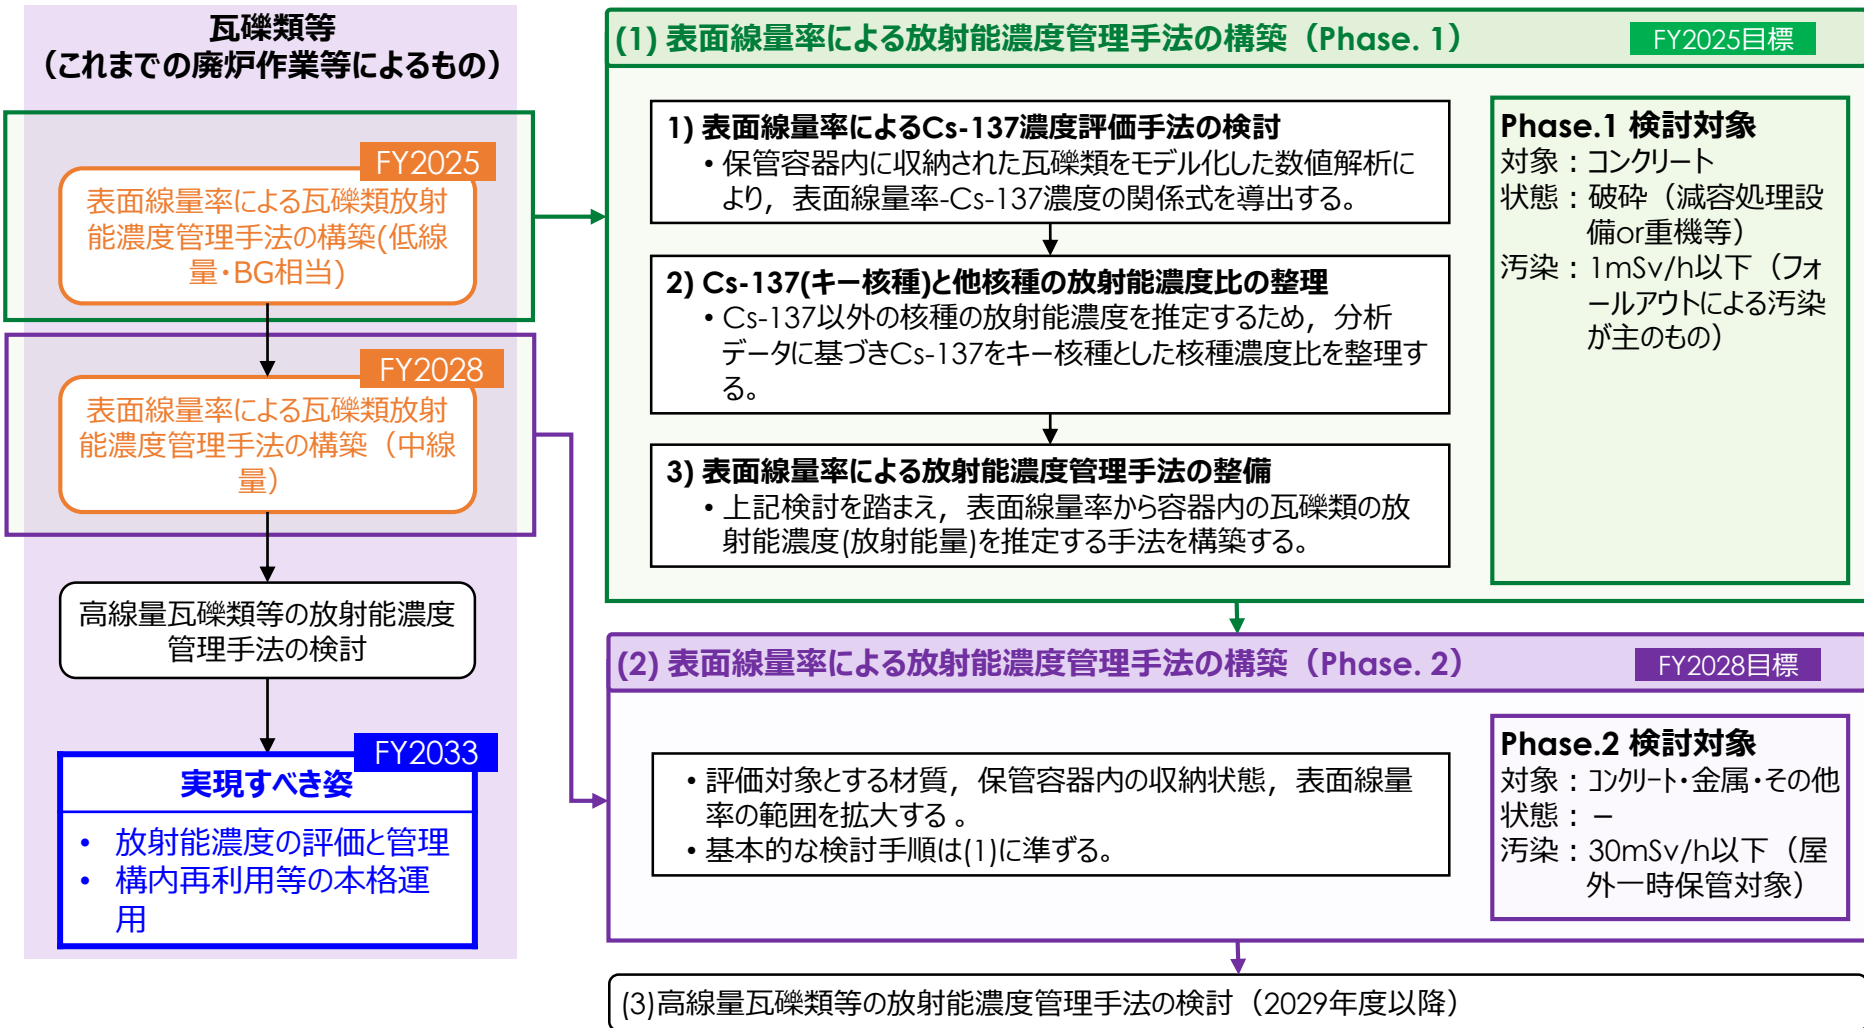 瓦礫類等
（これまでの廃炉作業等によるもの）
FY2025
表面線量率による瓦礫類放射
能濃度管理手法の構築(低線
量・BG相当)
FY2028
表面線量率による瓦礫類放射
能濃度管理手法の構築（中線
量）
高線量瓦礫類等の放射能濃度
管理手法の検討
FY2033
実現すべき姿
• 放射能濃度の評価と管理
• 構内再利用等の本格運
用
(1) 表面線量率による放射能濃度管理手法の構築（Phase. 1）
FY2025目標
1) 表面線量率によるCs-137濃度評価手法の検討
• 保管容器内に収納された瓦礫類をモデル化した数値解析に
より，表面線量率-Cs-137濃度の関係式を導出する。
2) Cs-137(キー核種)と他核種の放射能濃度比の整理
• Cs-137以外の核種の放射能濃度を推定するため，分析
データに基づきCs-137をキー核種とした核種濃度比を整理す
る。
3) 表面線量率による放射能濃度管理手法の整備
• 上記検討を踏まえ，表面線量率から容器内の瓦礫類の放
射能濃度(放射能量)を推定する手法を構築する。
Phase.1 検討対象
対象：コンクリート
状態：破砕（減容処理設
備or重機等）
汚染：1mSv/h以下（フォ
ールアウトによる汚染
が主のもの）
(2) 表面線量率による放射能濃度管理手法の構築（Phase. 2）
FY2028目標
• 評価対象とする材質，保管容器内の収納状態，表面線量
率の範囲を拡大する 。
• 基本的な検討手順は(1)に準ずる。
Phase.2 検討対象
対象：コンクリート・金属・その他
状態：－
汚染：30mSv/h以下（屋
外一時保管対象）
(3)高線量瓦礫類等の放射能濃度管理手法の検討（2029年度以降）